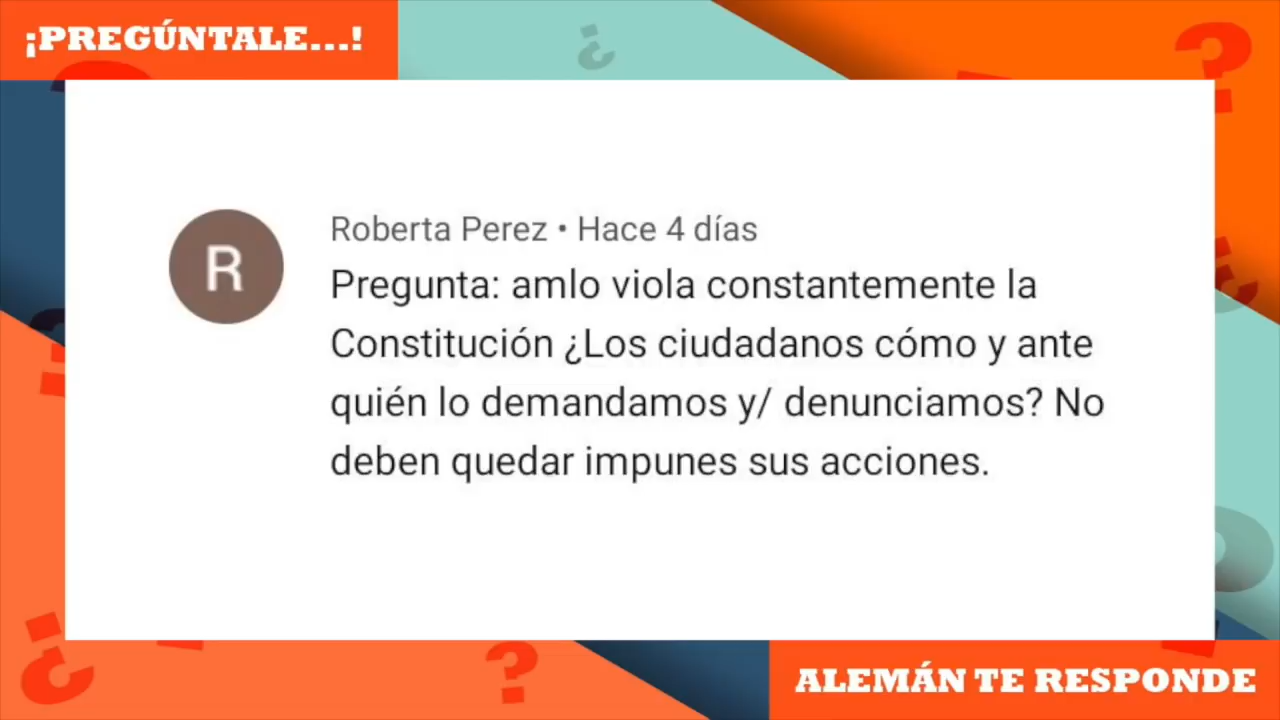 ¡PREGÚNTALE...!
R
Roberta Perez • Hace 4 días
Pregunta: amlo viola constantemente la
Constitución ¿Los ciudadanos cómo y ante
quién lo demandamos y/ denunciamos? No
deben quedar impunes sus acciones.
ALEMÁN TE RESPONDE